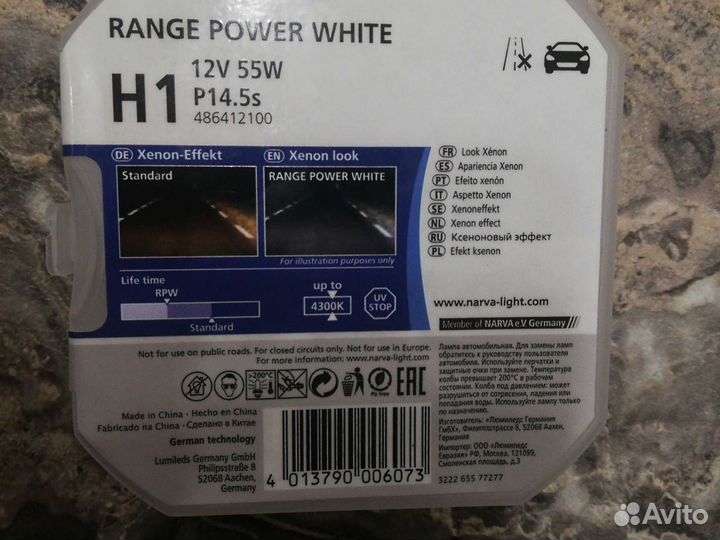 RANGE POWER WHITE
H1
12V 55W
P14.5s
486412100
DE Xenon-Effekt
EN Xenon look
Standard
RANGE POWER WHITE
For illustration purposes only
FR Look Xénon
ES Apariencia Xenon
PT Efeito xenón
IT Aspetto Xenon
SE Xenoneffekt
NL Xenon effect
RU Ксеноновый эффект
PL Efekt ksenon
Life time
RPW
Standard
up to
4300K
UV
STOP
www.narva-light.com
Member of NARVA e.V. Germany
Not for use on public roads. For closed circuits only. Not for use in Europe.
For more information: www.narva-light.com
>200°C
Pb free
EAC
Made in China · Hecho en China
Fabricado na China · Сделано в Китае
German technology
Lumileds Germany GmbH
Philipsstraße 8
52068 Aachen,
Germany
4 013790 006073
Лампа автомобильная. Для замены ламп
обратитесь к руководству пользователя
автомобиля. Используйте перчатки и
защитные очки при замене. Температура
колбы превышает 200°C в рабочем
состоянии. Колба под давлением: может
разрушиться от сотрясения, падения или
попадания воды. Используйте лампу только
по назначению.
Изготовитель: «Люмиледс Германия
ГмбХ», Филипсштрассе 8, 52068 Аахен,
Германия
Импортер: ООО «Люмиледс
Евразия» РФ, Москва, 121099,
Смоленская площадь, д.3
3222 655 77277
Avito